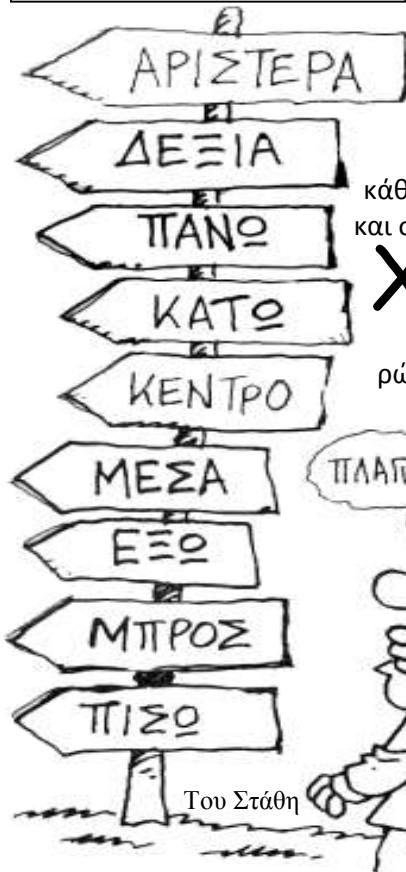 ΑΡΙΣΤΕΡΑ
ΔΕΞΙΑ
ΠΑΝΩ
ΚΑΤΩ
ΚΕΝΤΡΟ
ΜΕΣΑ
ΕΞΩ
ΜΠΡΟΣ
ΠΙΣΩ
Του Στάθη